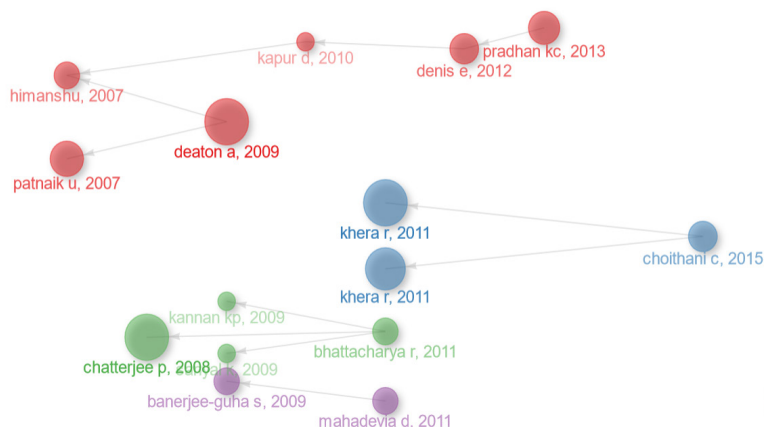 pradhan kc, 2013
kapur d, 2010
denis e, 2012
himanshu, 2007
deaton a, 2009
patnaik u, 2007
khera r, 2011
choithani c, 2015
khera r, 2011
kannan kp, 2009
bhattacharya r, 2011
chatterjee p, 2008
2009
banerjee-guha s, 2009
mahadevia d, 2011